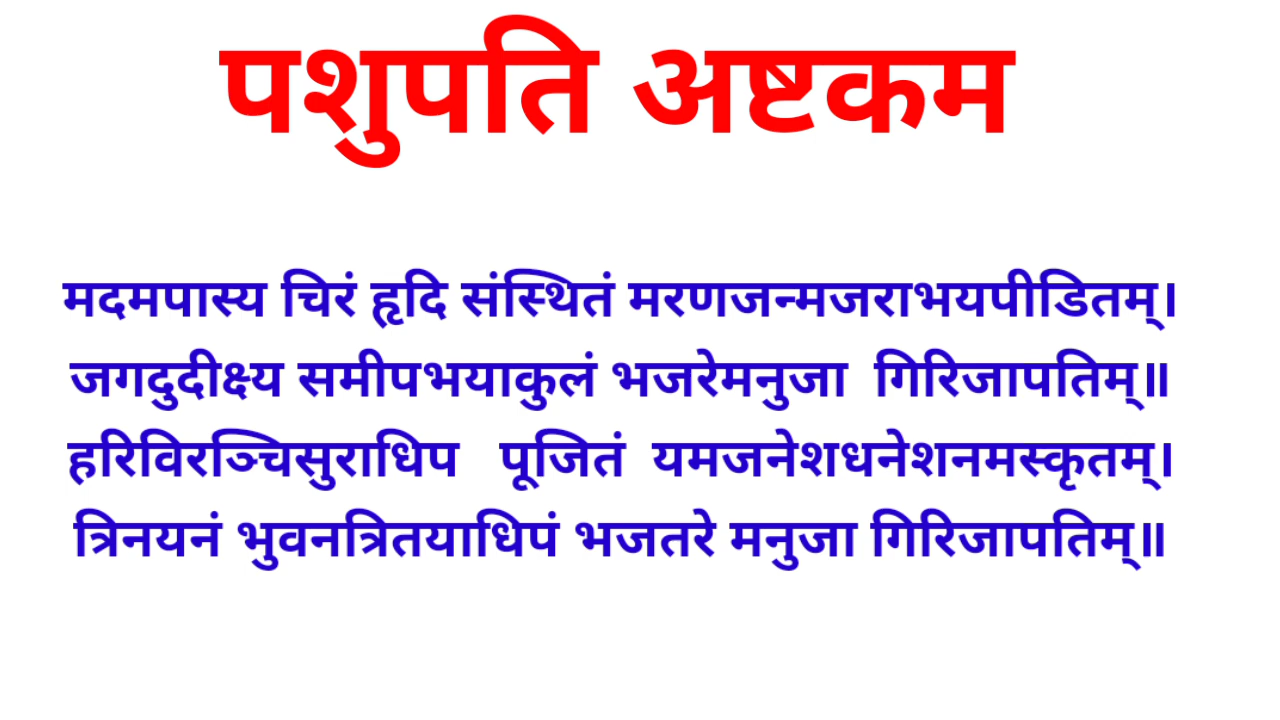 पशुपति अष्टकम
मदमपास्य चिरं हृदि संस्थितं मरणजन्मजराभयपीडितम्।
जगदुदीक्ष्य समीपभयाकुलं भजरेमनुजा गिरिजापतिम्॥
हरिविरञ्चिसुराधिप पूजितं यमजनेशधनेशनमस्कृतम्।
त्रिनयनं भुवनत्रितयाधिपं भजतरे मनुजा गिरिजापतिम्॥